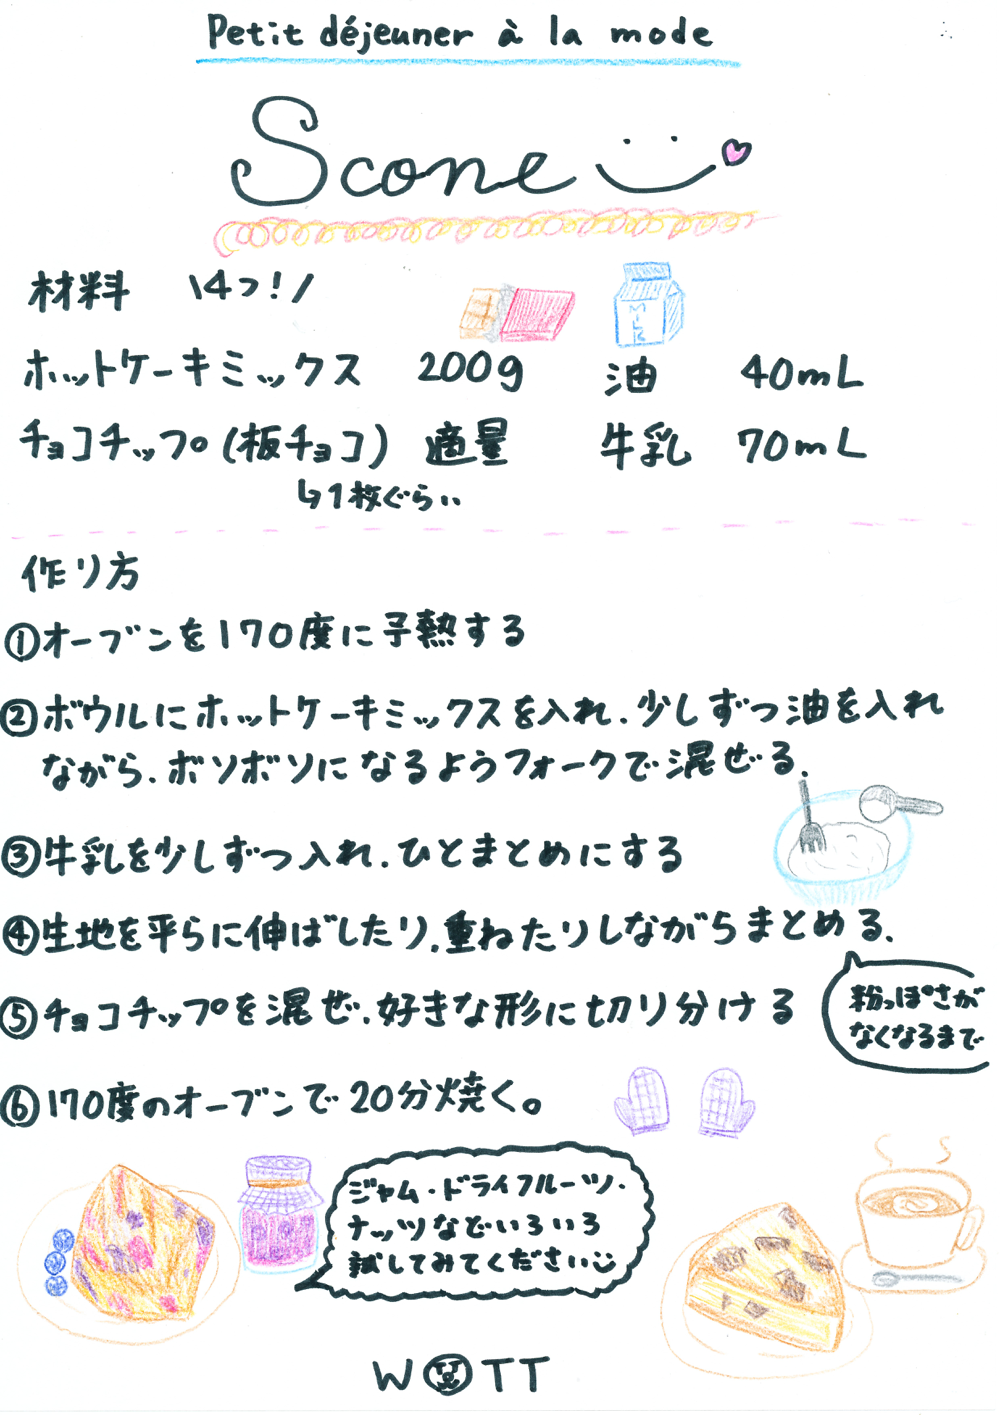 Petit déjeuner à la mode
Scone
材料 \4つ!/
MILK
ホットケーキミックス 200g 油 40mL
チョコチップ(板チョコ) 適量 牛乳 70mL
↳1枚ぐらい
作り方
①オーブンを170度に予熱する
②ボウルにホットケーキミックスを入れ、少しずつ油を入れ
ながら、ボソボソになるようフォークで混ぜる、
③牛乳を少しずつ入れ、ひとまとめにする
④生地を平らに伸ばしたり、重ねたりしながらまとめる、
粉っぽさが
なくなるまで
⑤チョコチップを混ぜ、好きな形に切り分ける
⑥170度のオーブンで20分焼く。
ジャム・ドライフルーツ・
ナッツなどいろいろ
試してみてください
WOTT